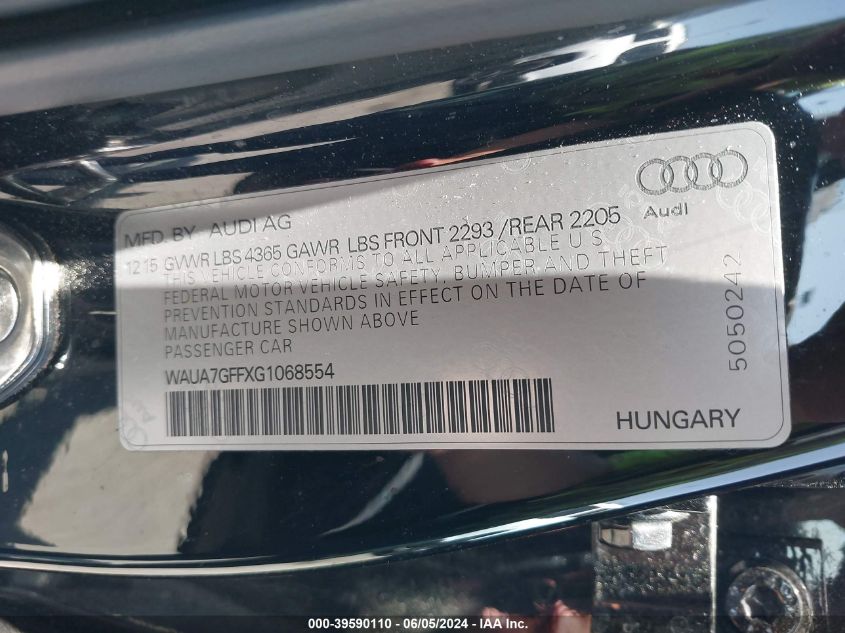 MFD. BY AUDI AG
12 15 GVWR LBS 4365 GAWR LBS FRONT 2293 /REAR 2205
THIS VEHICLE CONFORMS TO ALL APPLICABLE U S
FEDERAL MOTOR VEHICLE SAFETY, BUMPER AND THEFT
PREVENTION STANDARDS IN EFFECT ON THE DATE OF
MANUFACTURE SHOWN ABOVE
PASSENGER CAR
WAUA7GFFXG1068554
Audi
5050242
HUNGARY
000-39590110 - 06/05/2024 - IAA Inc.